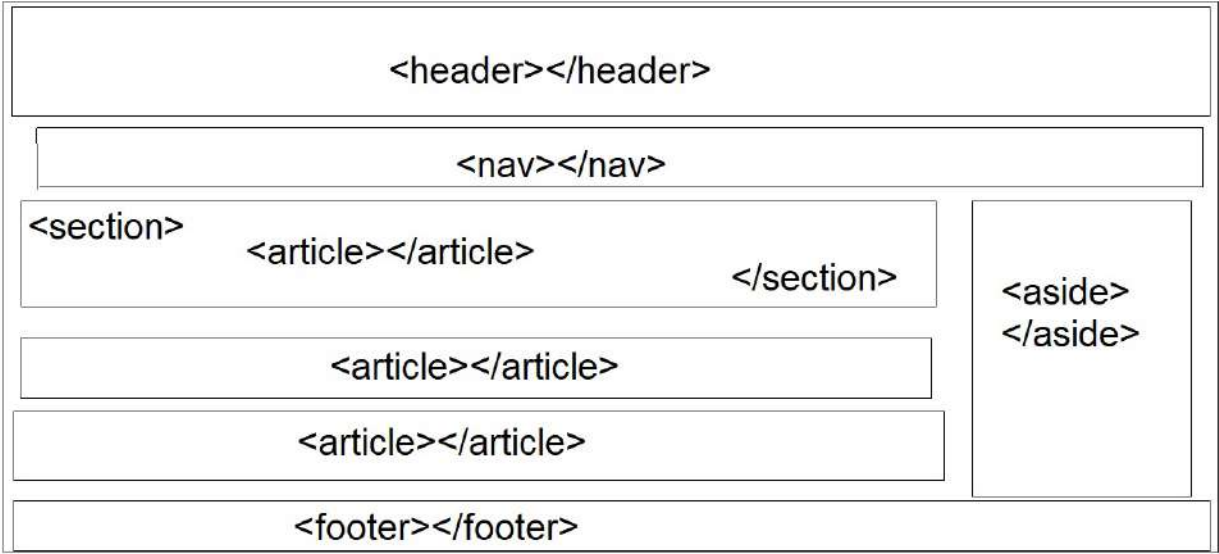 <header></header>
<nav></nav>
<section>
<article></article>
</section>
<article></article>
<article></article>
<aside>
</aside>
<footer></footer>